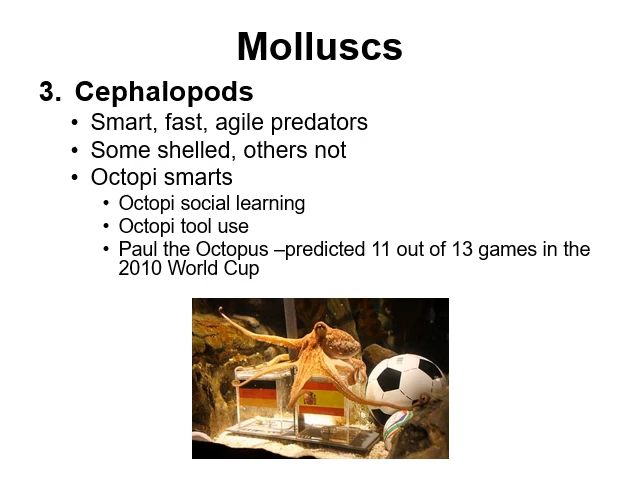 Molluscs
3. Cephalopods
• Smart, fast, agile predators
• Some shelled, others not
• Octopi smarts
• Octopi social learning
• Octopi tool use
• Paul the Octopus –predicted 11 out of 13 games in the
2010 World Cup